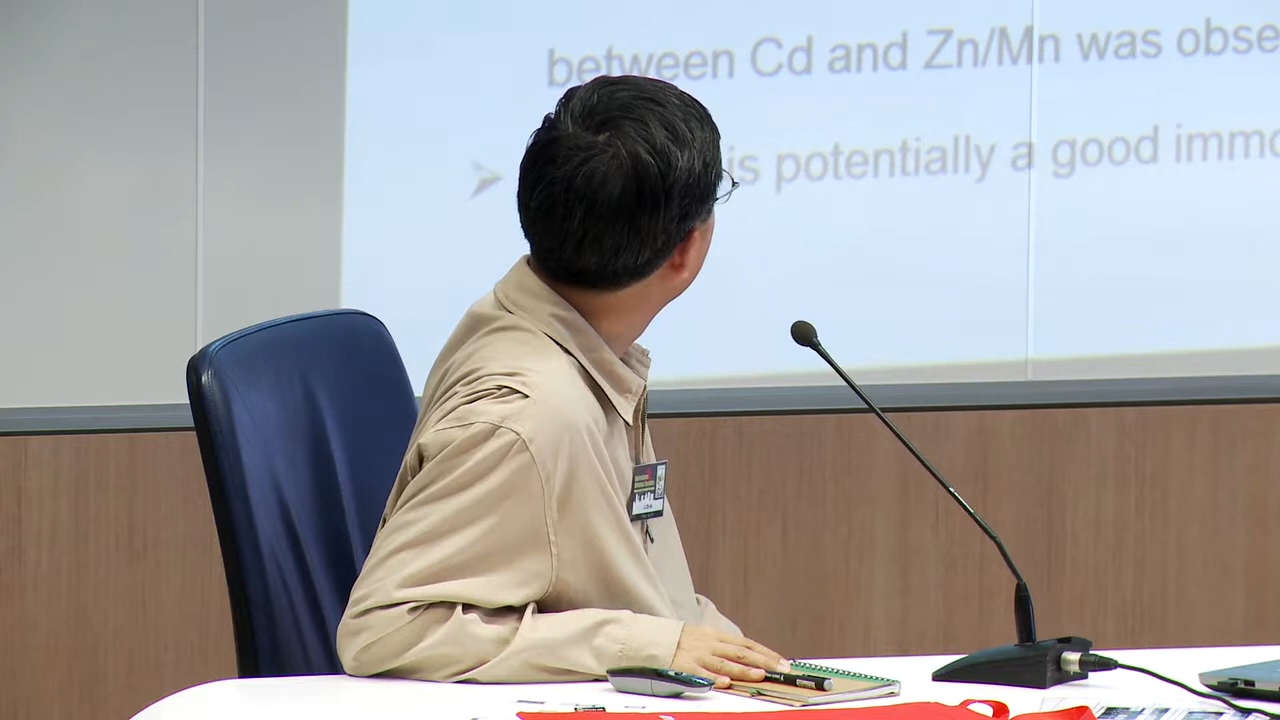 between Cd and Zn/Mn was obse
➢ is potentially a good immo